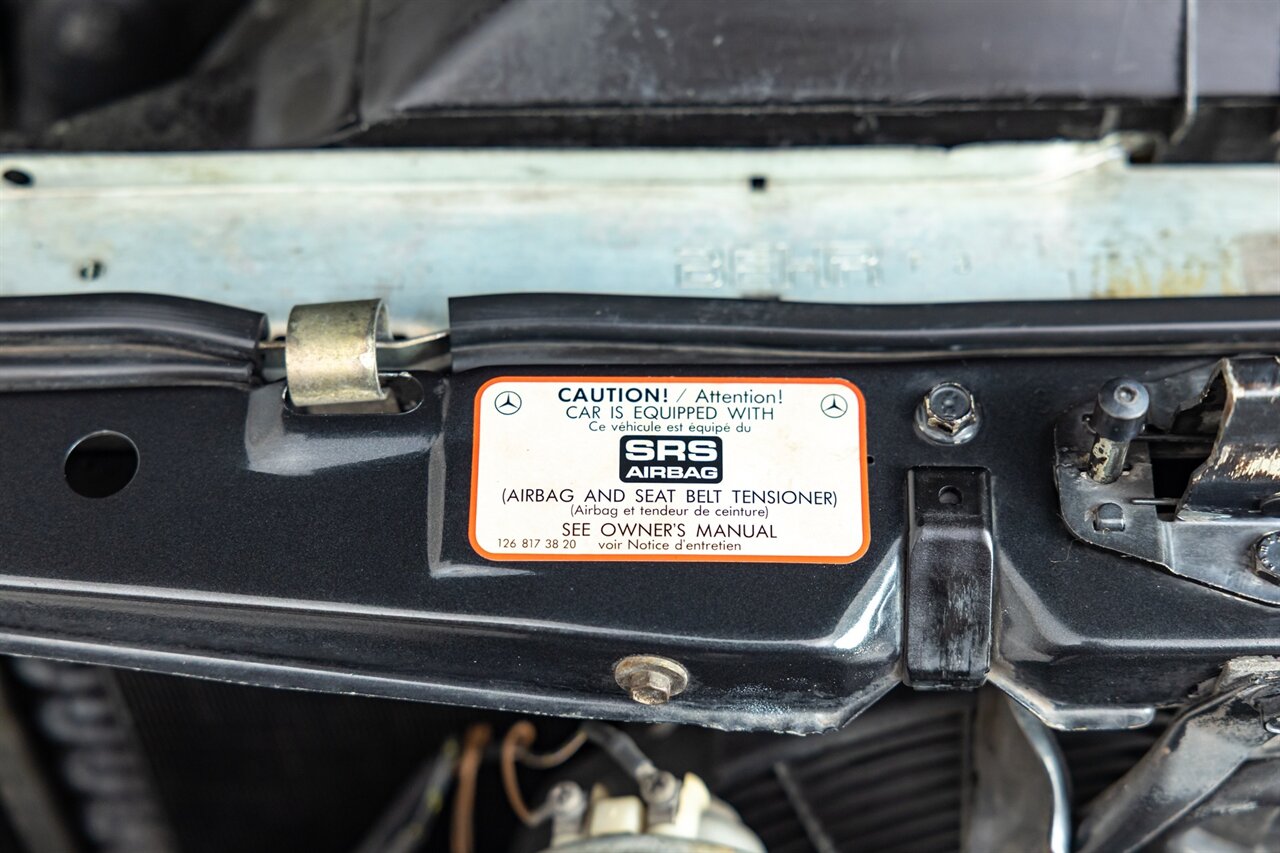 BEHR
CAUTION! / Attention!
CAR IS EQUIPPED WITH
Ce véhicule est équipé du
SRS
AIRBAG
(AIRBAG AND SEAT BELT TENSIONER)
(Airbag et tendeur de ceinture)
SEE OWNER'S MANUAL
126 817 38 20 voir Notice d'entretien